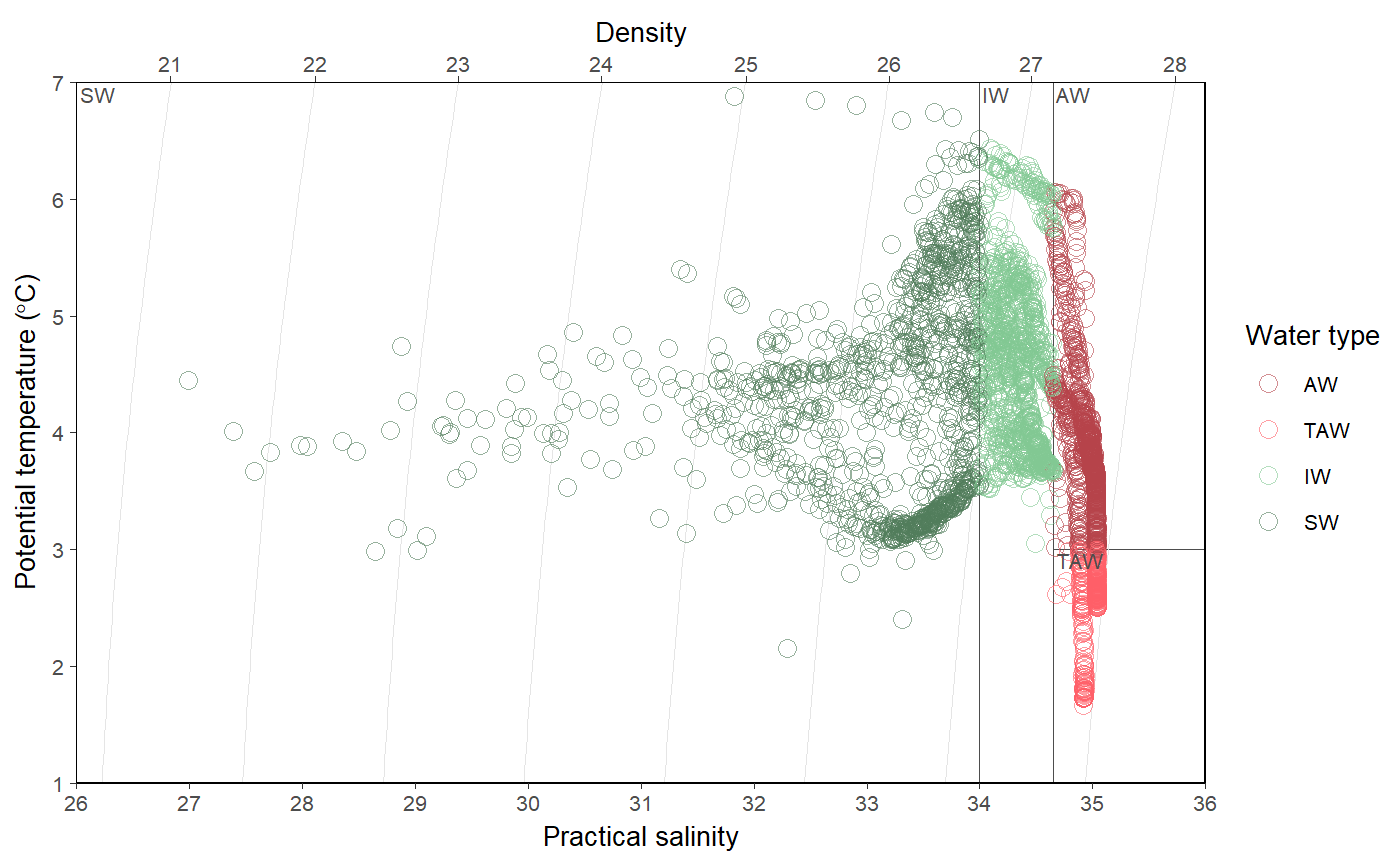 Density
21 22 23 24 25 26 27 28
7 SW IW AW
6
5
4
3 TAW
2
1
Potential temperature (°C)
26 27 28 29 30 31 32 33 34 35 36
Practical salinity
Water type
AW
TAW
IW
SW